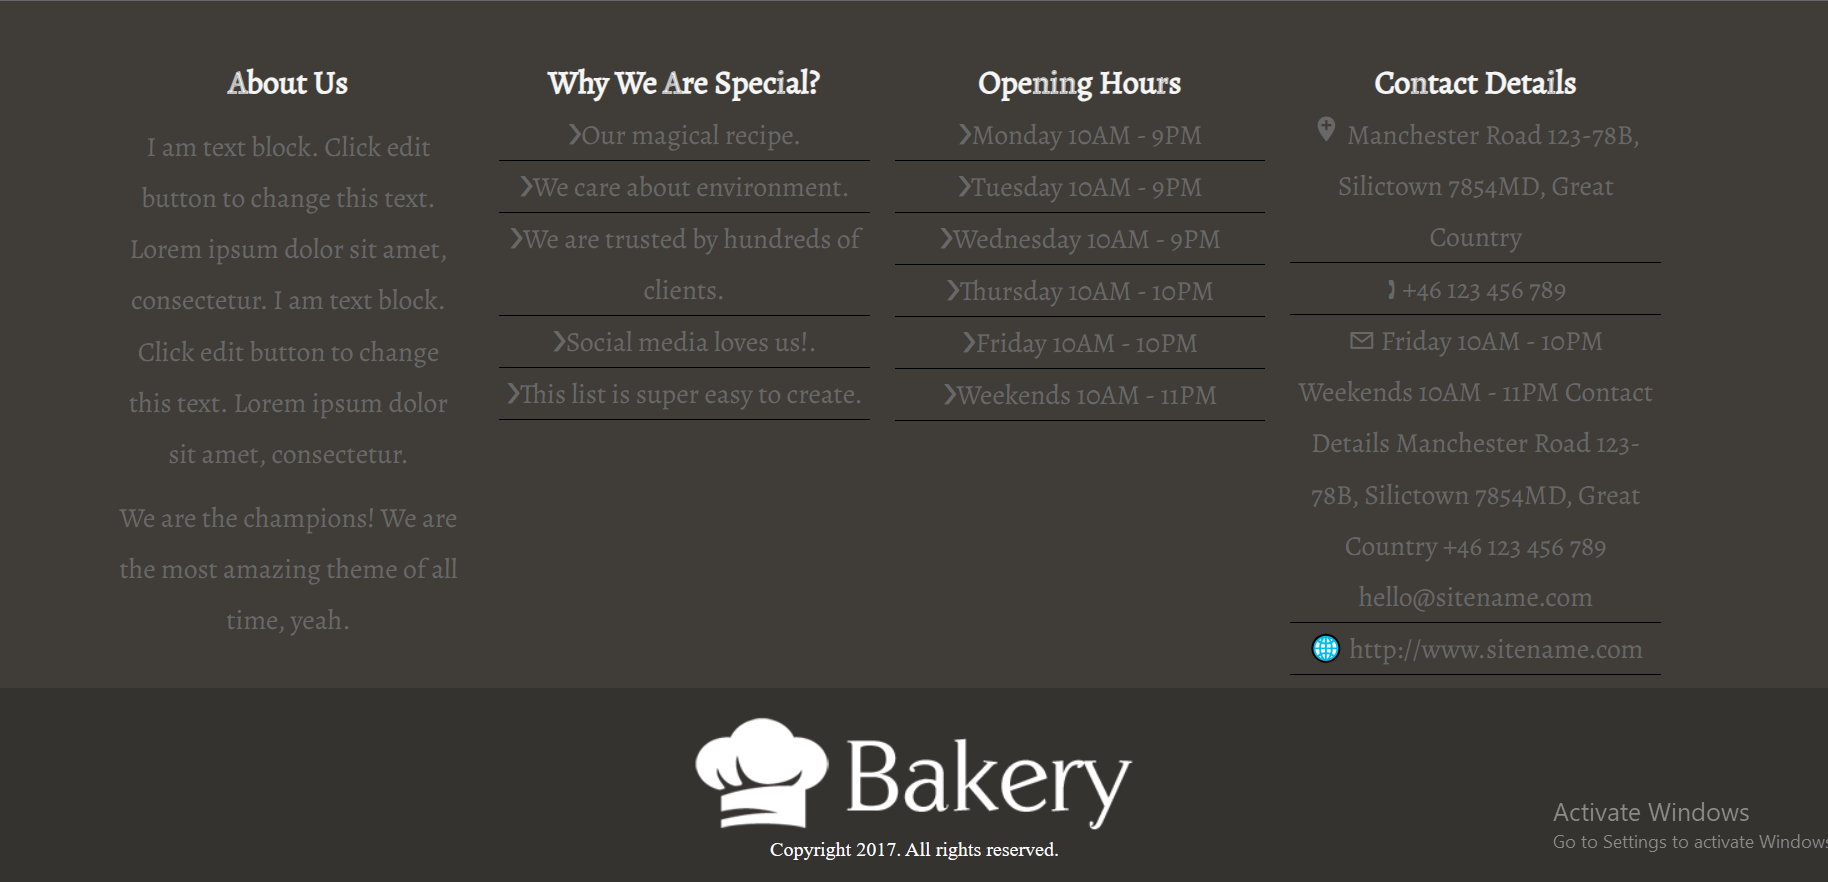 About Us
I am text block. Click edit
button to change this text.
Lorem ipsum dolor sit amet,
consectetur. I am text block.
Click edit button to change
this text. Lorem ipsum dolor
sit amet, consectetur.
We are the champions! We are
the most amazing theme of all
time, yeah.
Why We Are Special?
Our magical recipe.
We care about environment.
We are trusted by hundreds of
clients.
Social media loves us!.
This list is super easy to create.
Opening Hours
Monday 10AM - 9PM
Tuesday 10AM - 9PM
Wednesday 10AM - 9PM
Thursday 10AM - 10PM
Friday 10AM - 10PM
Weekends 10AM - 11PM
Contact Details
Manchester Road 123-78B,
Silictown 7854MD, Great
Country
+46 123 456 789
Friday 10AM - 10PM
Weekends 10AM - 11PM Contact
Details Manchester Road 123-
78B, Silictown 7854MD, Great
Country +46 123 456 789
hello@sitename.com
http://www.sitename.com
Bakery
Copyright 2017. All rights reserved.
Activate Windows
Go to Settings to activate Windows